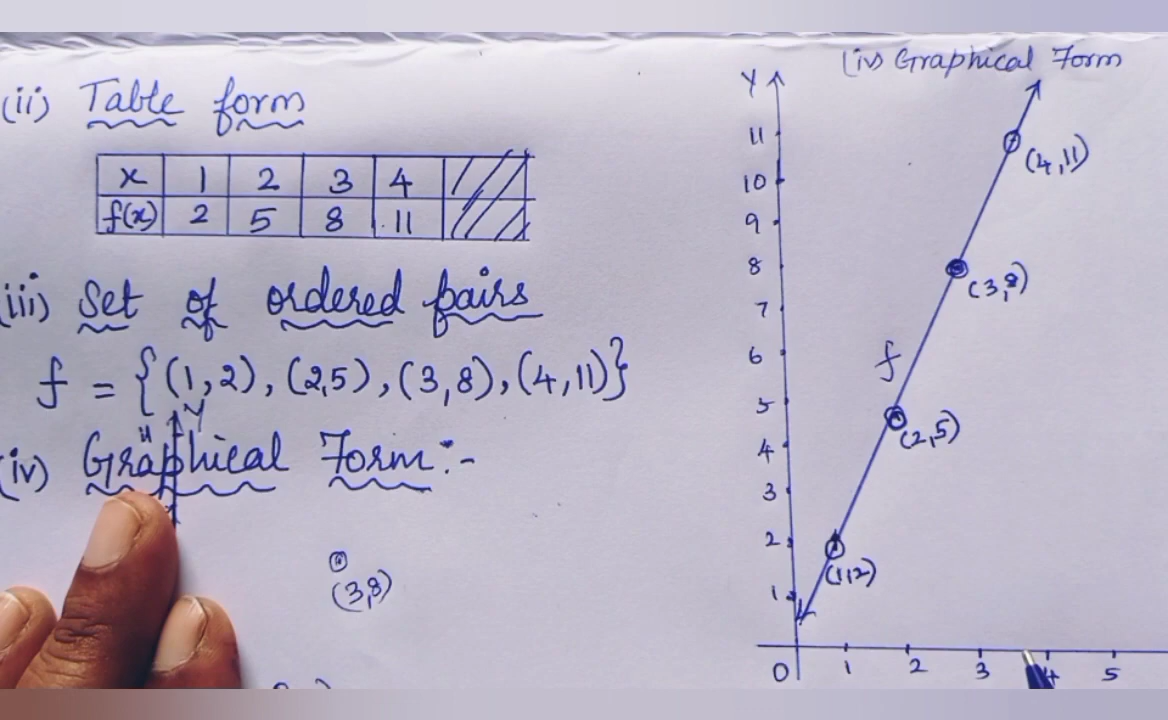 (ii) Table form
x 1 2 3 4
f(x) 2 5 8 11
(iii) Set of ordered pairs
f = {(1,2), (2,5), (3,8), (4,11)}
Y
11
(iv) Graphical Form:-
(3,8)
(iv) Graphical Form
Y
11
(4,11)
10
9
8
(3,8)
7
6
f
5
(2,5)
4
3
2
(1,2)
1
0 1 2 3 4 5